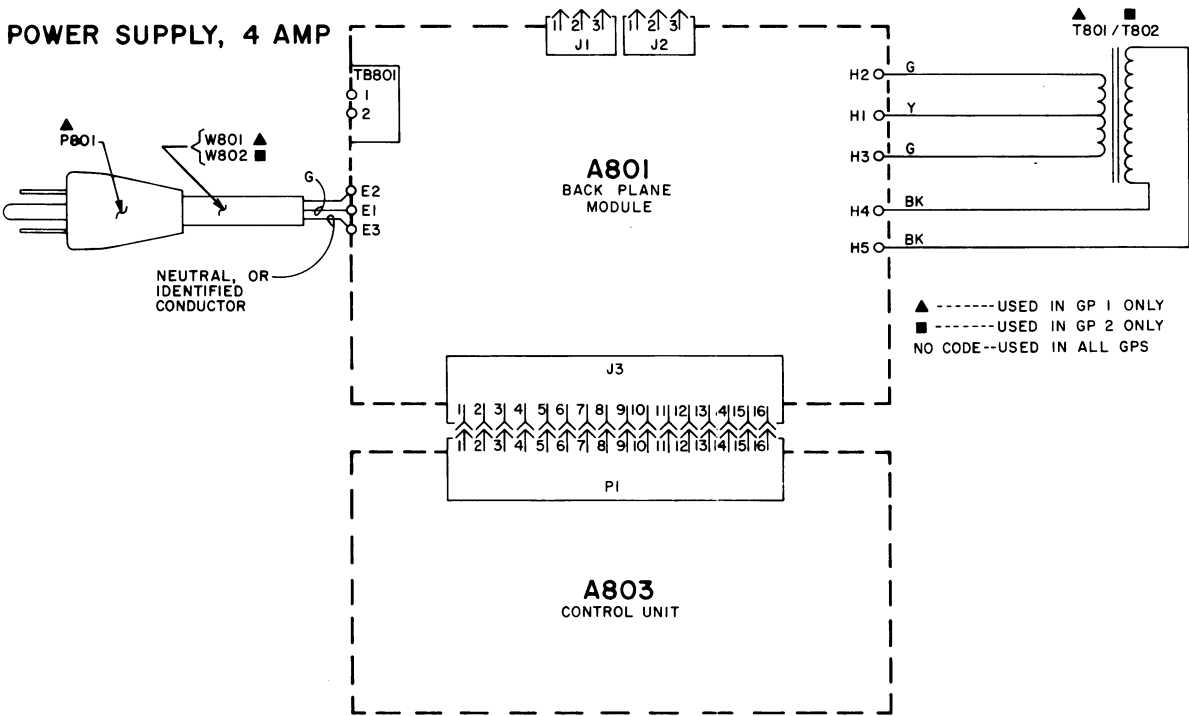 POWER SUPPLY, 4 AMP
1 2 3
J1
1 2 3
J2
T801/T802
TB801
1
2
H2
G
H1
Y
H3
G
H4
BK
H5
BK
P801
W801
W802
G
E2
E1
E3
A801
BACK PLANE
MODULE
NEUTRAL, OR
IDENTIFIED
CONDUCTOR
-------USED IN GP 1 ONLY
-------USED IN GP 2 ONLY
NO CODE--USED IN ALL GPS
J3
1 2 3 4 5 6 7 8 9 10 11 12 13 14 15 16
1 2 3 4 5 6 7 8 9 10 11 12 13 14 15 16
P1
A803
CONTROL UNIT